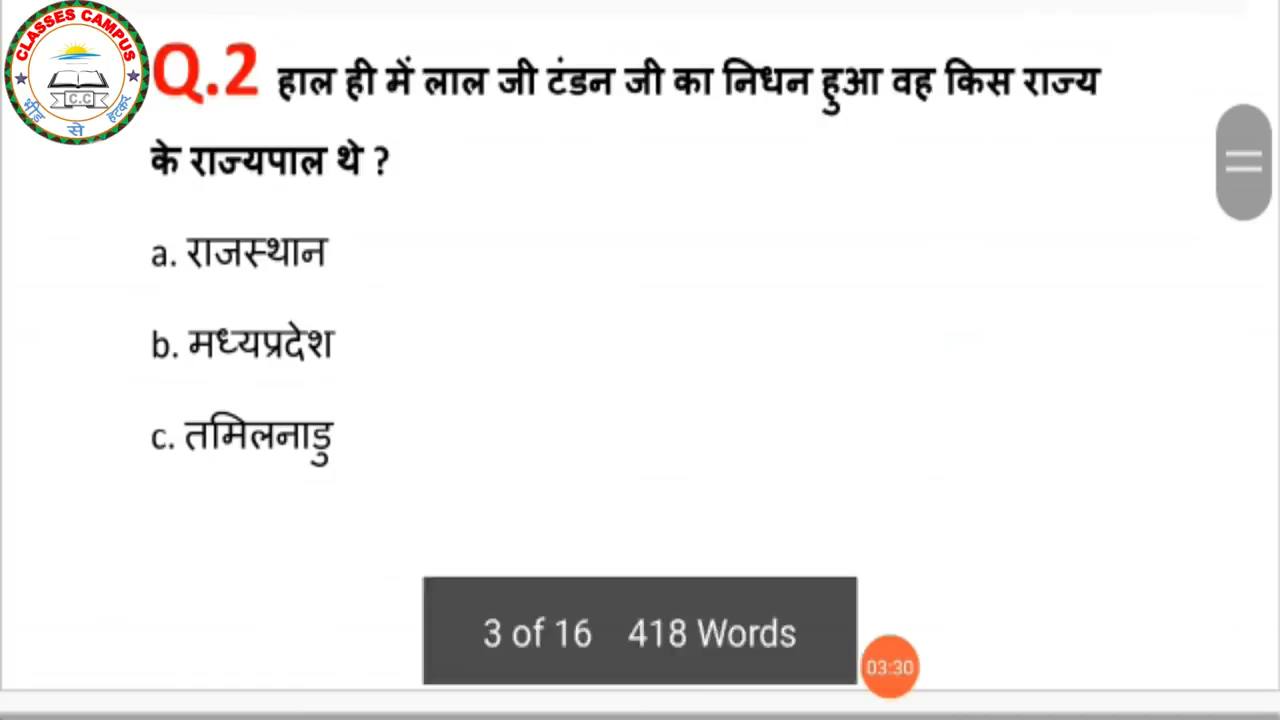 CLASSES CAMPUS
C.C
भीड़ से हटकर
Q.2 हाल ही में लाल जी टंडन जी का निधन हुआ वह किस राज्य
के राज्यपाल थे ?
a. राजस्थान
b. मध्यप्रदेश
c. तमिलनाडु
3 of 16 418 Words
03:30